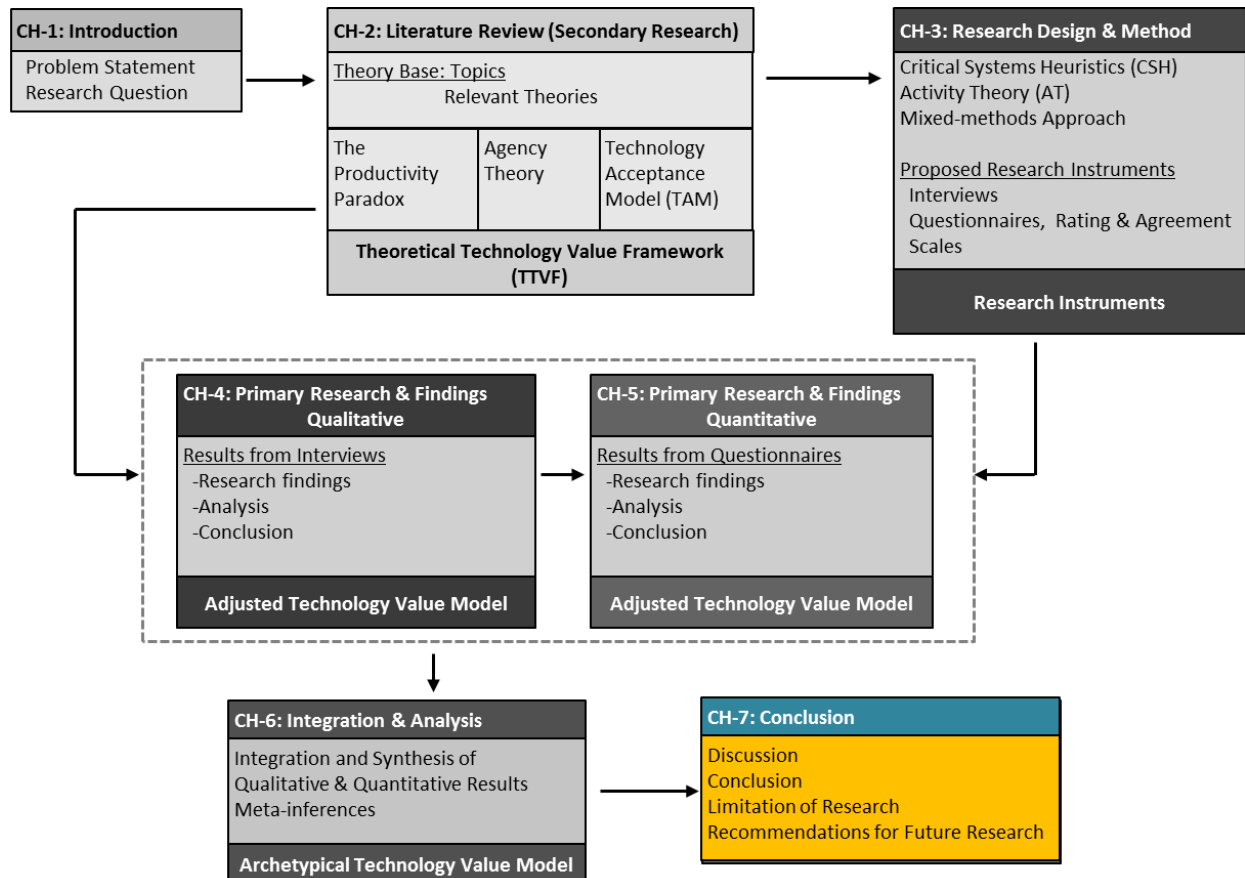 CH-1: Introduction
Problem Statement
Research Question
CH-2: Literature Review (Secondary Research)
Theory Base: Topics
Relevant Theories
The
Productivity
Paradox
Agency
Theory
Technology
Acceptance
Model (TAM)
Theoretical Technology Value Framework
(TTVF)
CH-3: Research Design & Method
Critical Systems Heuristics (CSH)
Activity Theory (AT)
Mixed-methods Approach
Proposed Research Instruments
Interviews
Questionnaires, Rating & Agreement
Scales
Research Instruments
CH-4: Primary Research & Findings
Qualitative
Results from Interviews
-Research findings
-Analysis
-Conclusion
Adjusted Technology Value Model
CH-5: Primary Research & Findings
Quantitative
Results from Questionnaires
-Research findings
-Analysis
-Conclusion
Adjusted Technology Value Model
CH-6: Integration & Analysis
Integration and Synthesis of
Qualitative & Quantitative Results
Meta-inferences
Archetypical Technology Value Model
CH-7: Conclusion
Discussion
Conclusion
Limitation of Research
Recommendations for Future Research